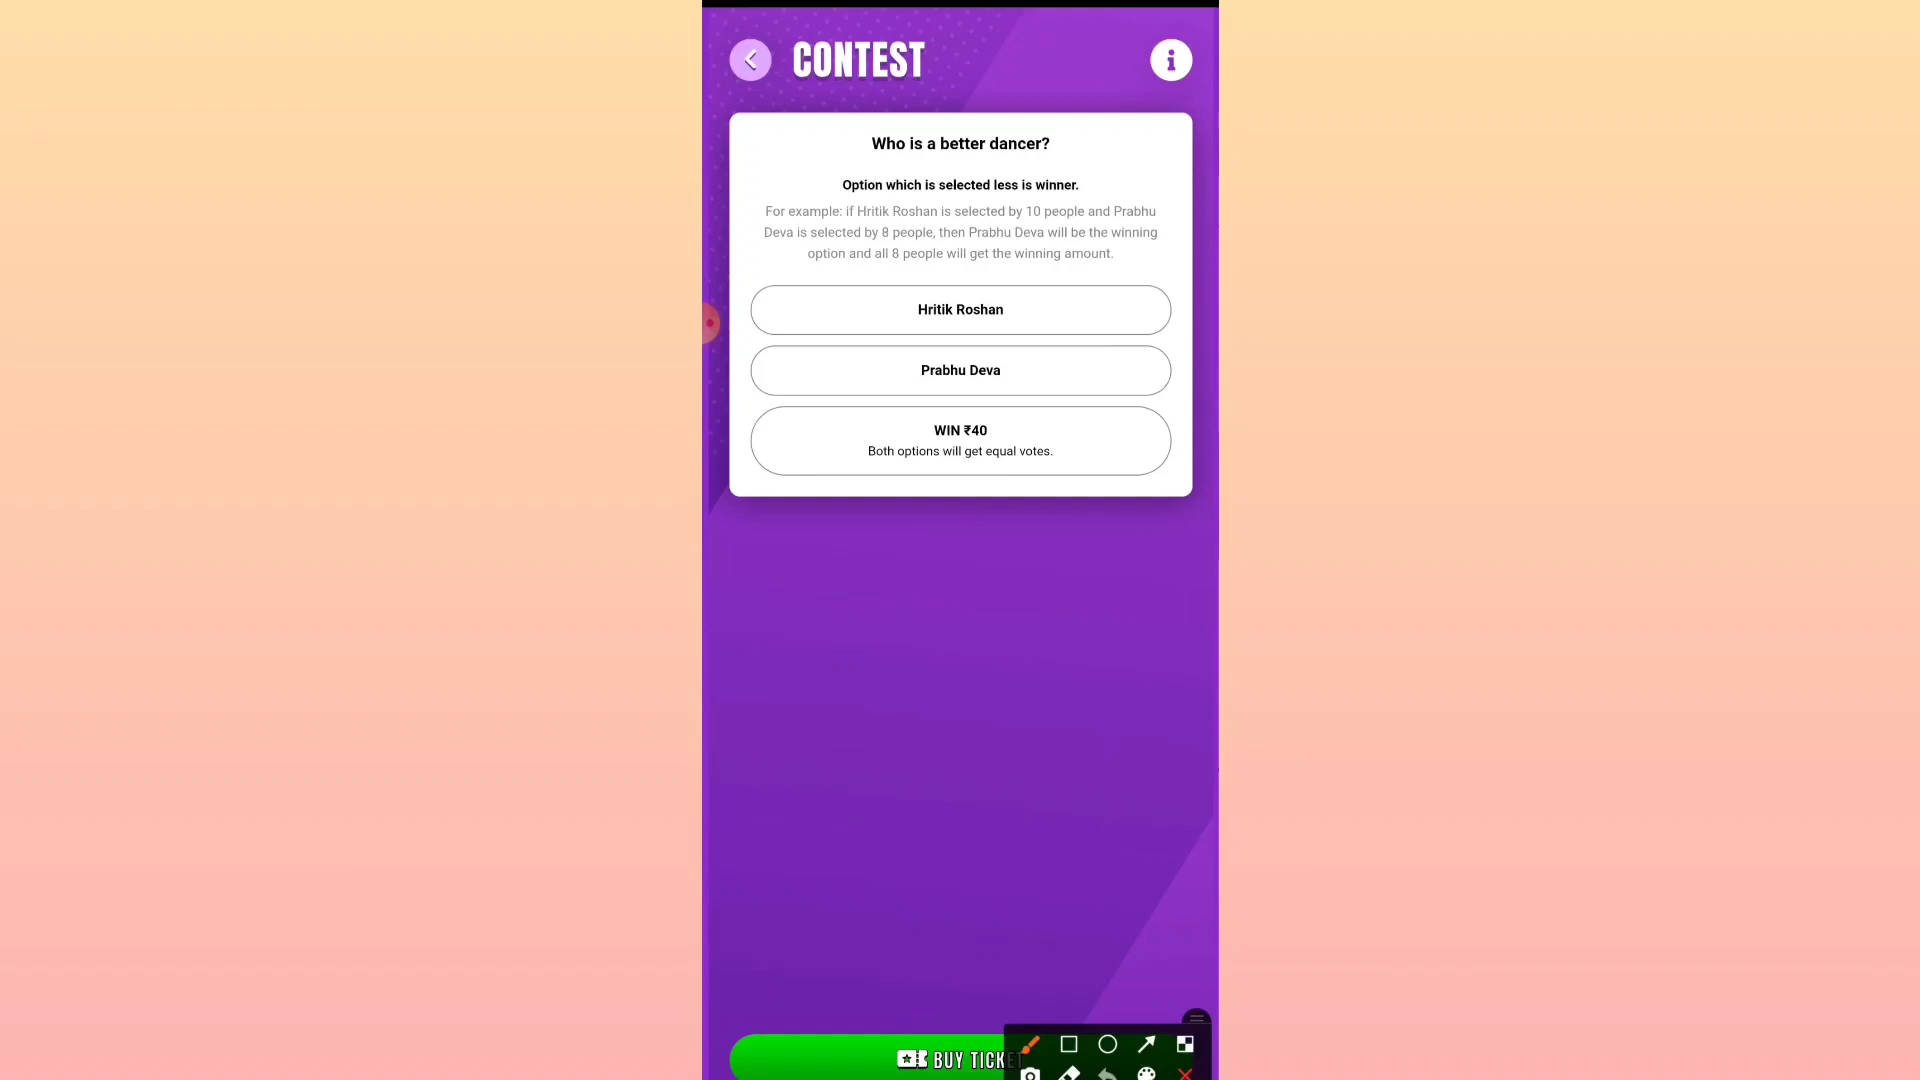 CONTEST
Who is a better dancer?
Option which is selected less is winner.
For example: if Hritik Roshan is selected by 10 people and Prabhu
Deva is selected by 8 people, then Prabhu Deva will be the winning
option and all 8 people will get the winning amount.
Hritik Roshan
Prabhu Deva
WIN ₹40
Both options will get equal votes.
BUY TICKET